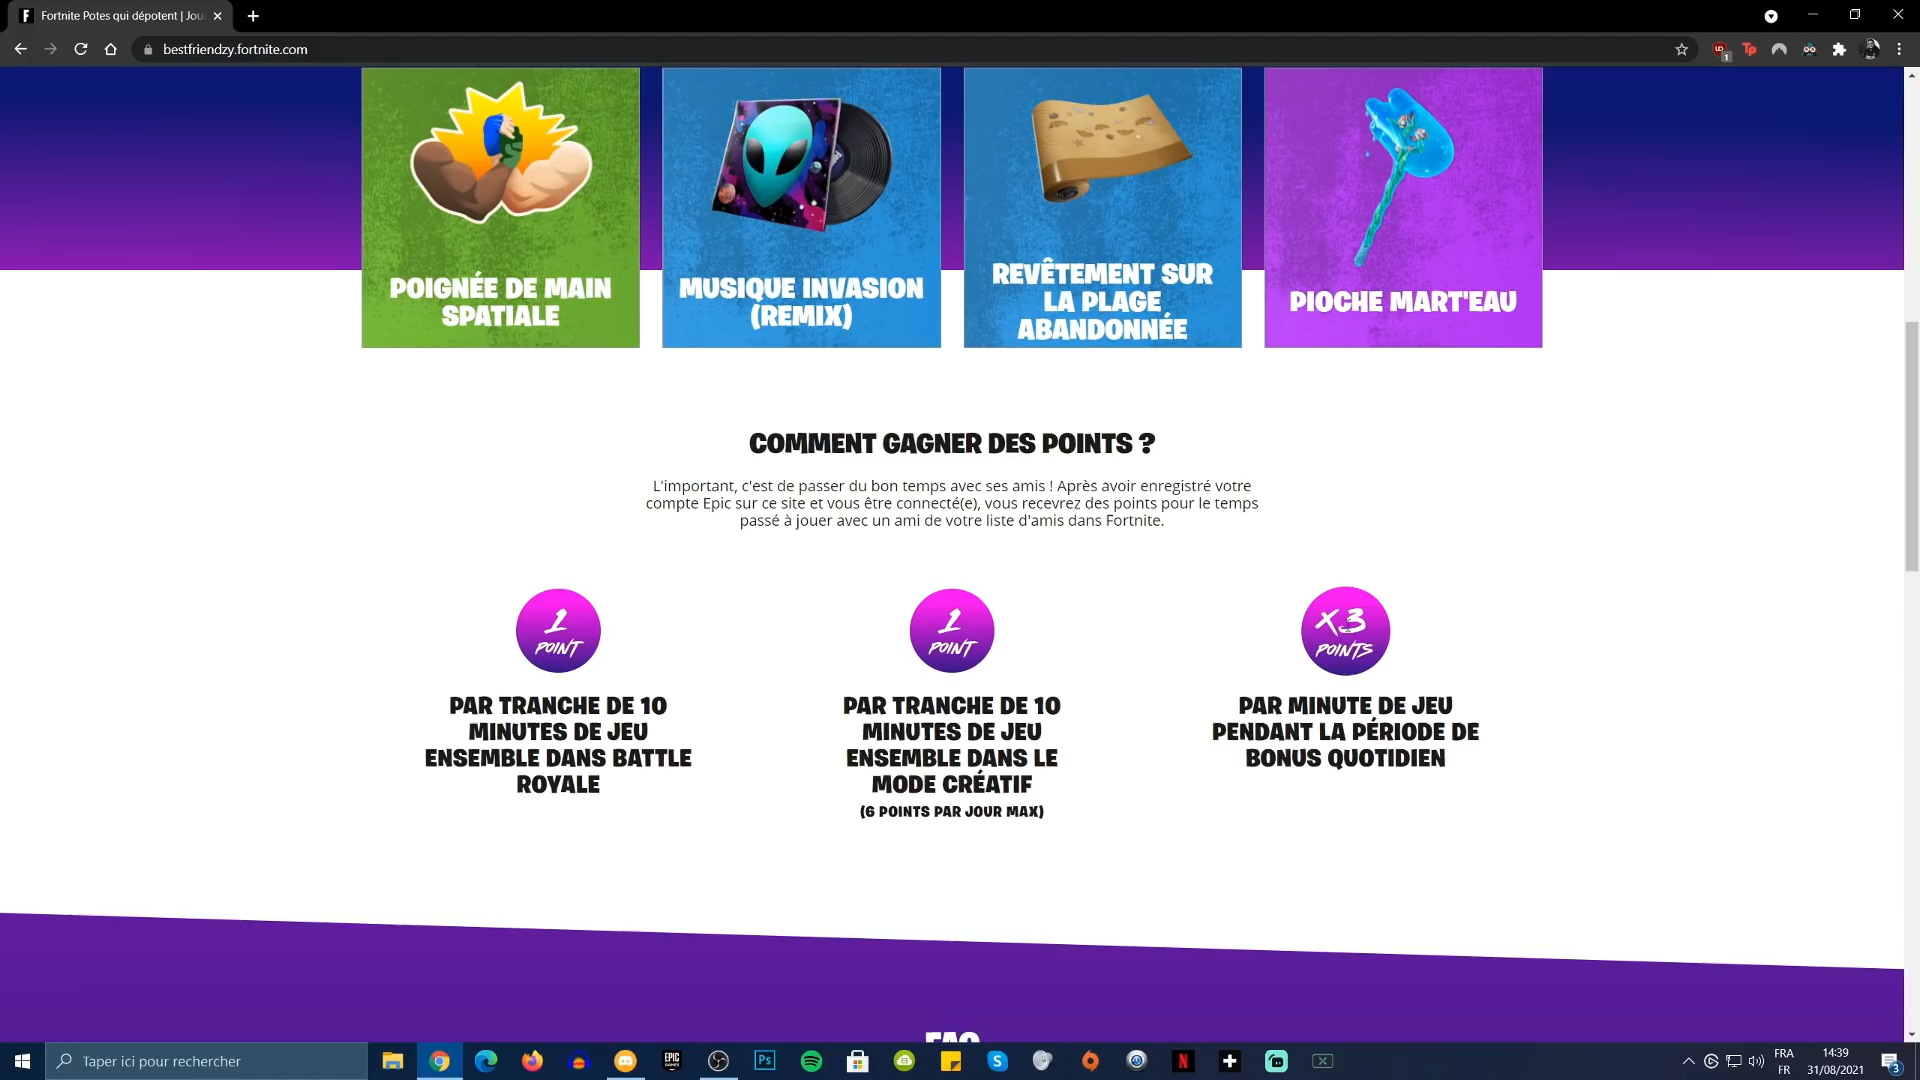 Fortnite Potes qui dépotent | Jou
bestfriendzy.fortnite.com
POIGNÉE DE MAIN
SPATIALE
MUSIQUE INVASION
(REMIX)
REVÊTEMENT SUR
LA PLAGE
ABANDONNÉE
PIOCHE MART'EAU
COMMENT GAGNER DES POINTS ?
L'important, c'est de passer du bon temps avec ses amis ! Après avoir enregistré votre
compte Epic sur ce site et vous être connecté(e), vous recevrez des points pour le temps
passé à jouer avec un ami de votre liste d'amis dans Fortnite.
1
POINT
PAR TRANCHE DE 10
MINUTES DE JEU
ENSEMBLE DANS BATTLE
ROYALE
1
POINT
PAR TRANCHE DE 10
MINUTES DE JEU
ENSEMBLE DANS LE
MODE CRÉATIF
(6 POINTS PAR JOUR MAX)
X3
POINTS
PAR MINUTE DE JEU
PENDANT LA PÉRIODE DE
BONUS QUOTIDIEN
FAQ
Taper ici pour rechercher
EPIC
GAMES
Ps
FRA
FR
14:39
31/08/2021
3